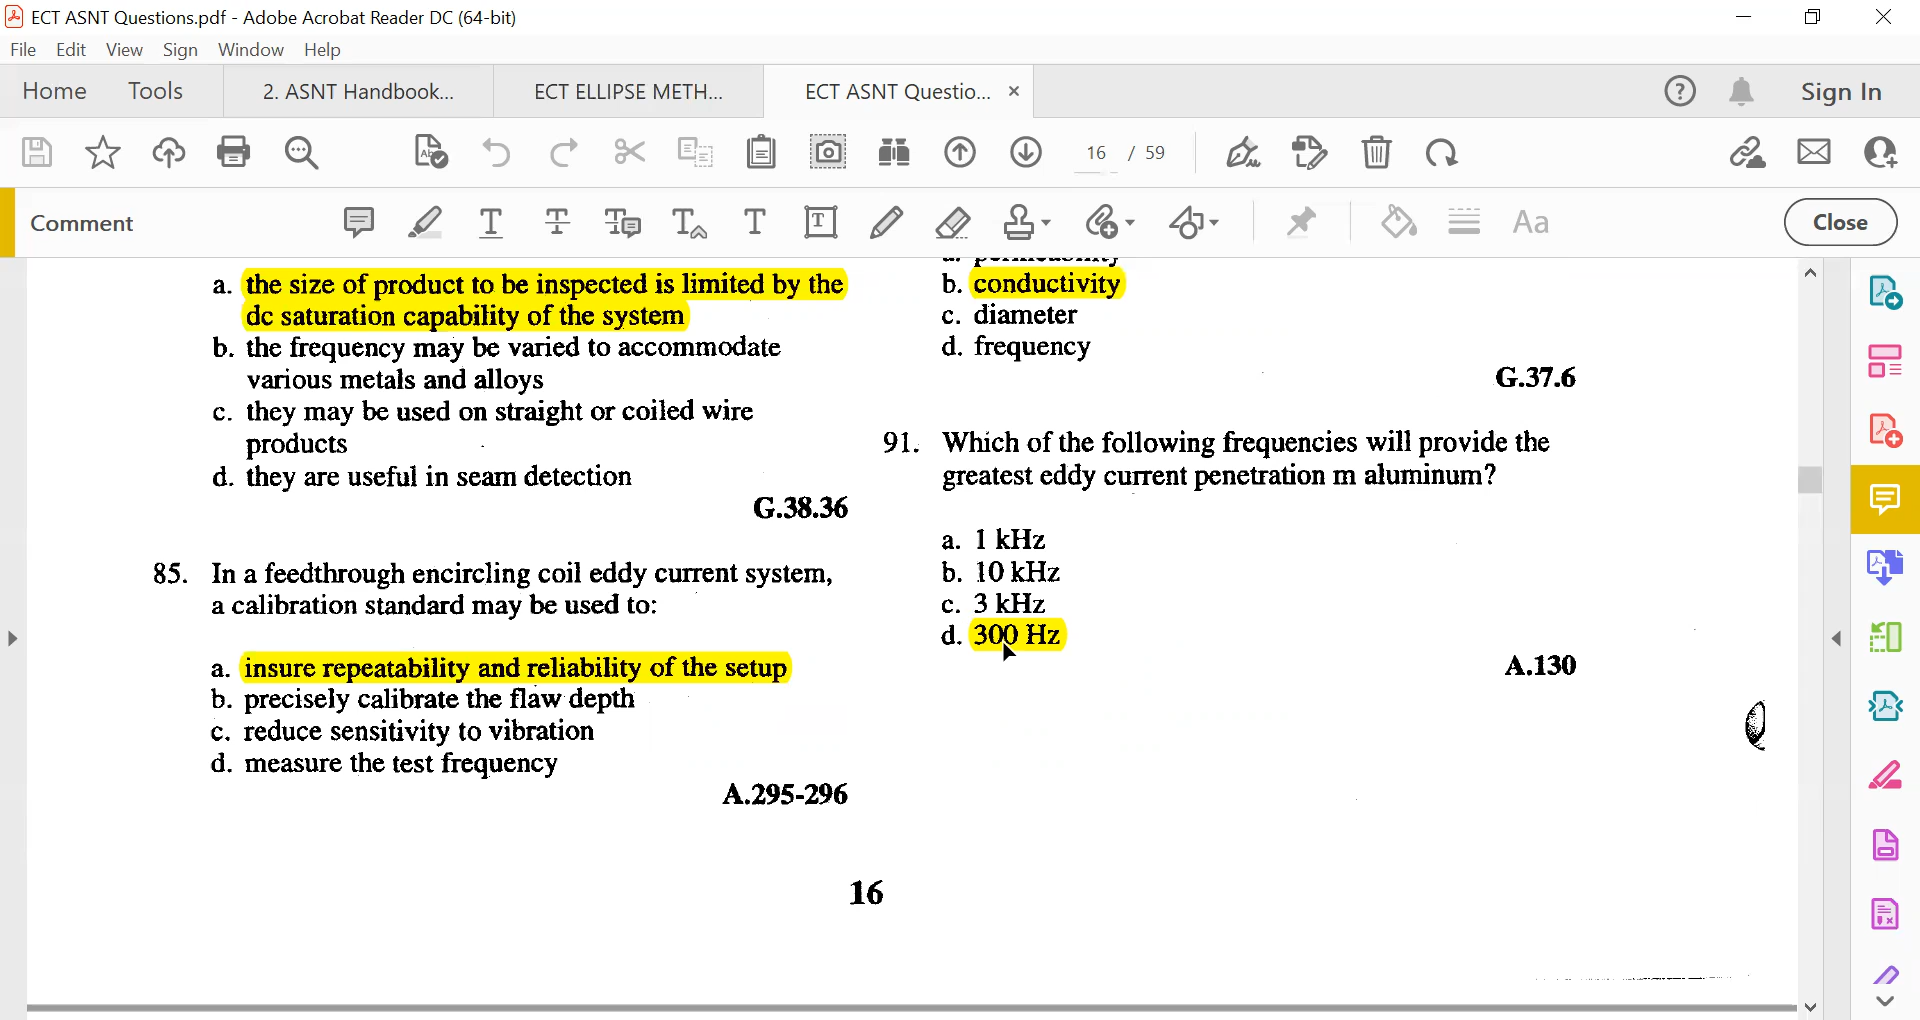 ECT ASNT Questions.pdf - Adobe Acrobat Reader DC (64-bit)
File Edit View Sign Window Help
Home Tools 2. ASNT Handbook... ECT ELLIPSE METH... ECT ASNT Questio... × Sign In
16 / 59
Comment Aa Close
a. the size of product to be inspected is limited by the
dc saturation capability of the system
b. the frequency may be varied to accommodate
various metals and alloys
c. they may be used on straight or coiled wire
products
d. they are useful in seam detection
G.38.36
85. In a feedthrough encircling coil eddy current system,
a calibration standard may be used to:
a. insure repeatability and reliability of the setup
b. precisely calibrate the flaw depth
c. reduce sensitivity to vibration
d. measure the test frequency
A.295-296
b. conductivity
c. diameter
d. frequency
G.37.6
91. Which of the following frequencies will provide the
greatest eddy current penetration m aluminum?
a. 1 kHz
b. 10 kHz
c. 3 kHz
d. 300 Hz
A.130
16